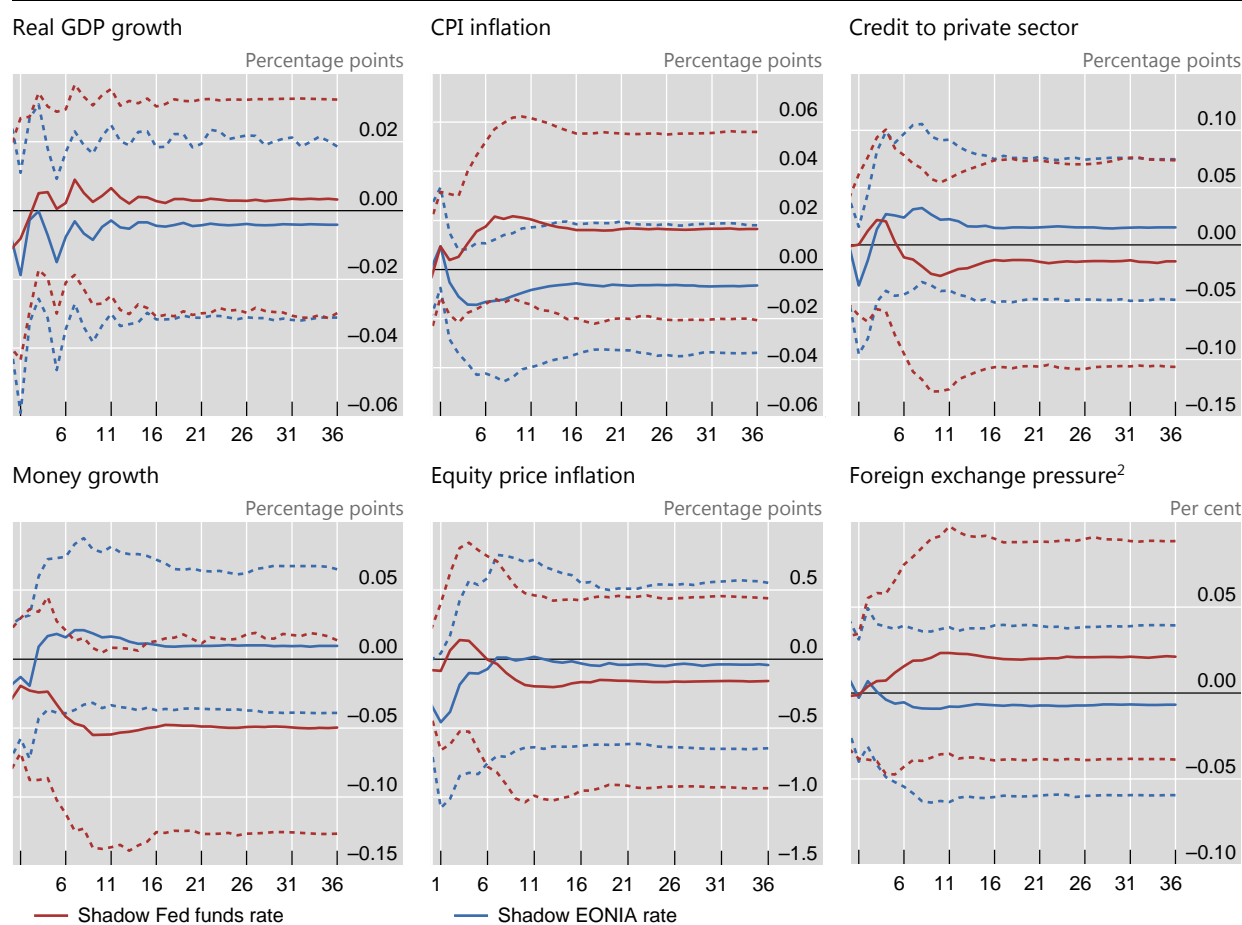 Real GDP growth
Percentage points
0.02
0.00
–0.02
–0.04
–0.06
6 11 16 21 26 31 36
CPI inflation
Percentage points
0.06
0.04
0.02
0.00
–0.02
–0.04
–0.06
6 11 16 21 26 31 36
Credit to private sector
Percentage points
0.10
0.05
0.00
–0.05
–0.10
–0.15
6 11 16 21 26 31 36
Money growth
Percentage points
0.05
0.00
–0.05
–0.10
–0.15
6 11 16 21 26 31 36
Equity price inflation
Percentage points
0.5
0.0
–0.5
–1.0
–1.5
1 6 11 16 21 26 31 36
Foreign exchange pressure²
Per cent
0.05
0.00
–0.05
–0.10
6 11 16 21 26 31 36
Shadow Fed funds rate
Shadow EONIA rate